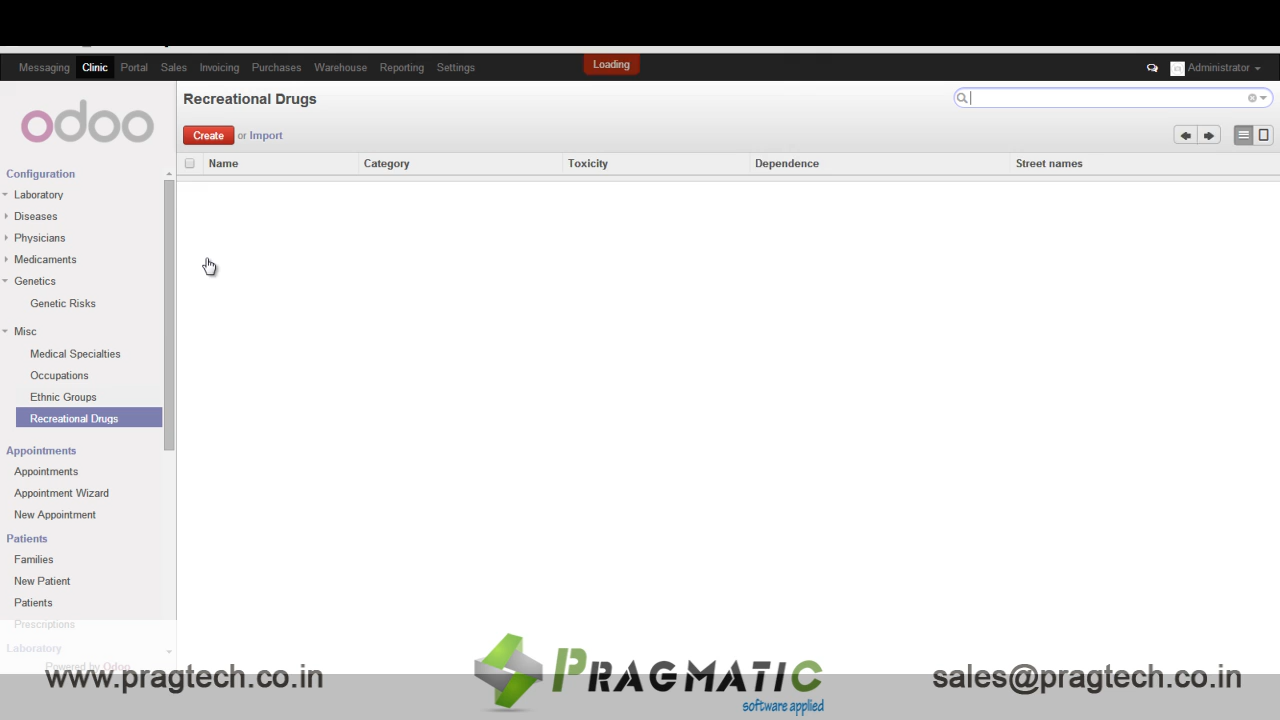 Messaging Clinic Portal Sales Invoicing Purchases Warehouse Reporting Settings Loading Administrator
odoo
Recreational Drugs
Create or Import
Name Category Toxicity Dependence Street names
Configuration
Laboratory
Diseases
Physicians
Medicaments
Genetics
Genetic Risks
Misc
Medical Specialties
Occupations
Ethnic Groups
Recreational Drugs
Appointments
Appointments
Appointment Wizard
New Appointment
Patients
Families
New Patient
Patients
Prescriptions
Laboratory
Powered by Odoo
www.pragtech.co.in
PRAGMATIC
software applied
sales@pragtech.co.in